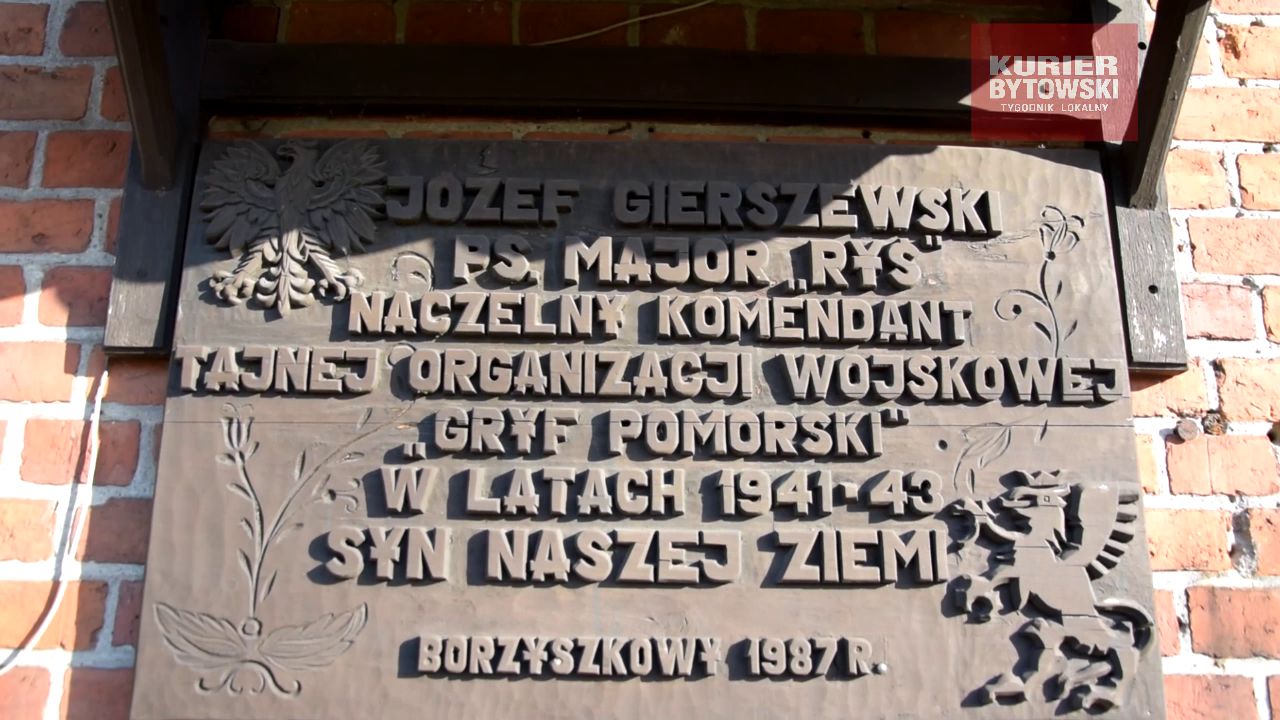 KURIER
BYTOWSKI
TYGODNIK LOKALNY
JÓZEF GIERSZEWSKI
PS. MAJOR „RYŚ"
NACZELNY KOMENDANT
TAJNEJ ORGANIZACJI WOJSKOWEJ
„GRYF POMORSKI"
W LATACH 1941-43
SYN NASZEJ ZIEMI
BORZYSZKOWY 1987 R.